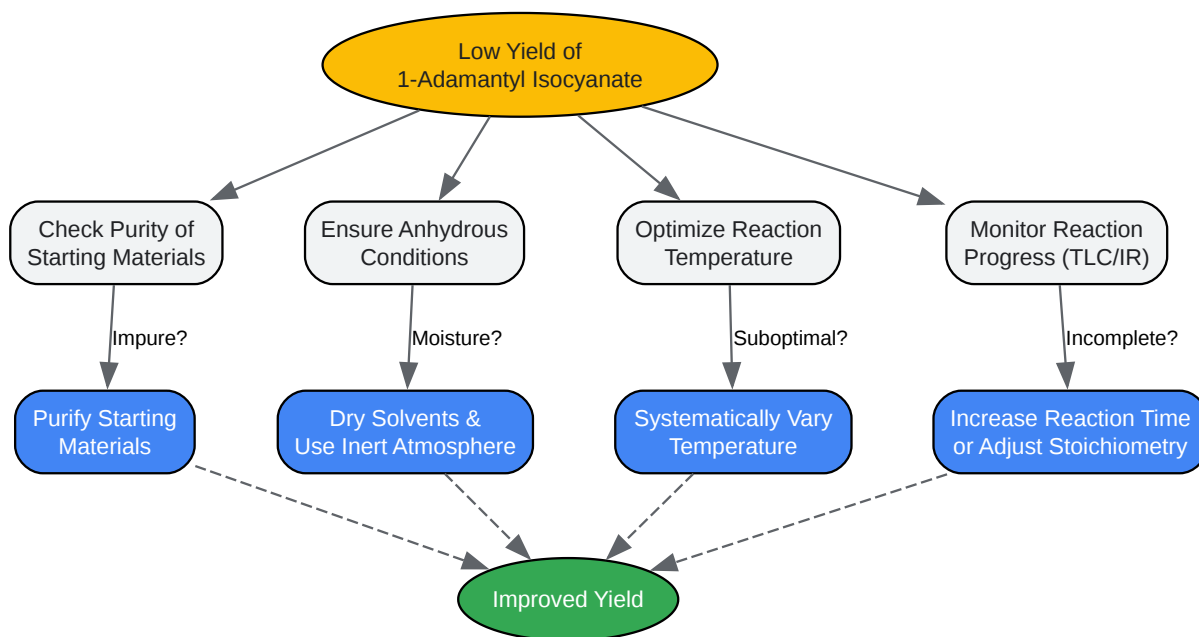 Low Yield of
1-Adamantyl Isocyanate
Check Purity of
Starting Materials
Ensure Anhydrous
Conditions
Optimize Reaction
Temperature
Monitor Reaction
Progress (TLC/IR)
Impure?
Moisture?
Suboptimal?
Incomplete?
Purify Starting
Materials
Dry Solvents &
Use Inert Atmosphere
Systematically Vary
Temperature
Increase Reaction Time
or Adjust Stoichiometry
Improved Yield